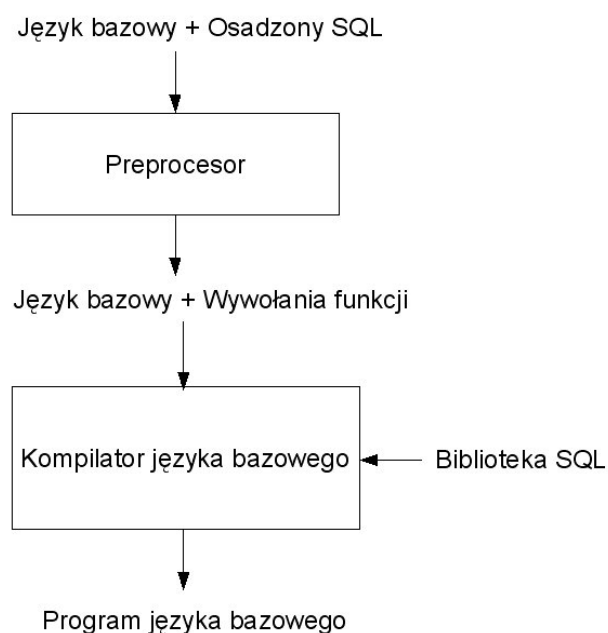 Język bazowy + Osadzony SQL
Preprocesor
Język bazowy + Wywołania funkcji
Kompilator języka bazowego
Biblioteka SQL
Program języka bazowego